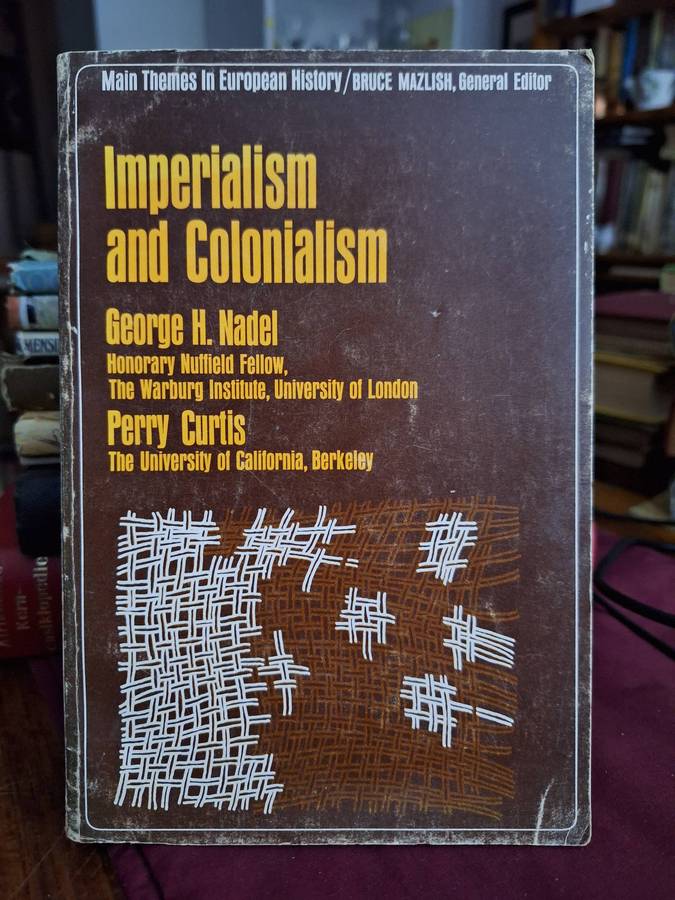 Main Themes In European History/BRUCE MAZLISH, General Editor
Imperialism
and Colonialism
George H. Nadel
Honorary Nuffield Fellow,
The Warburg Institute, University of London
Perry Curtis
The University of California, Berkeley